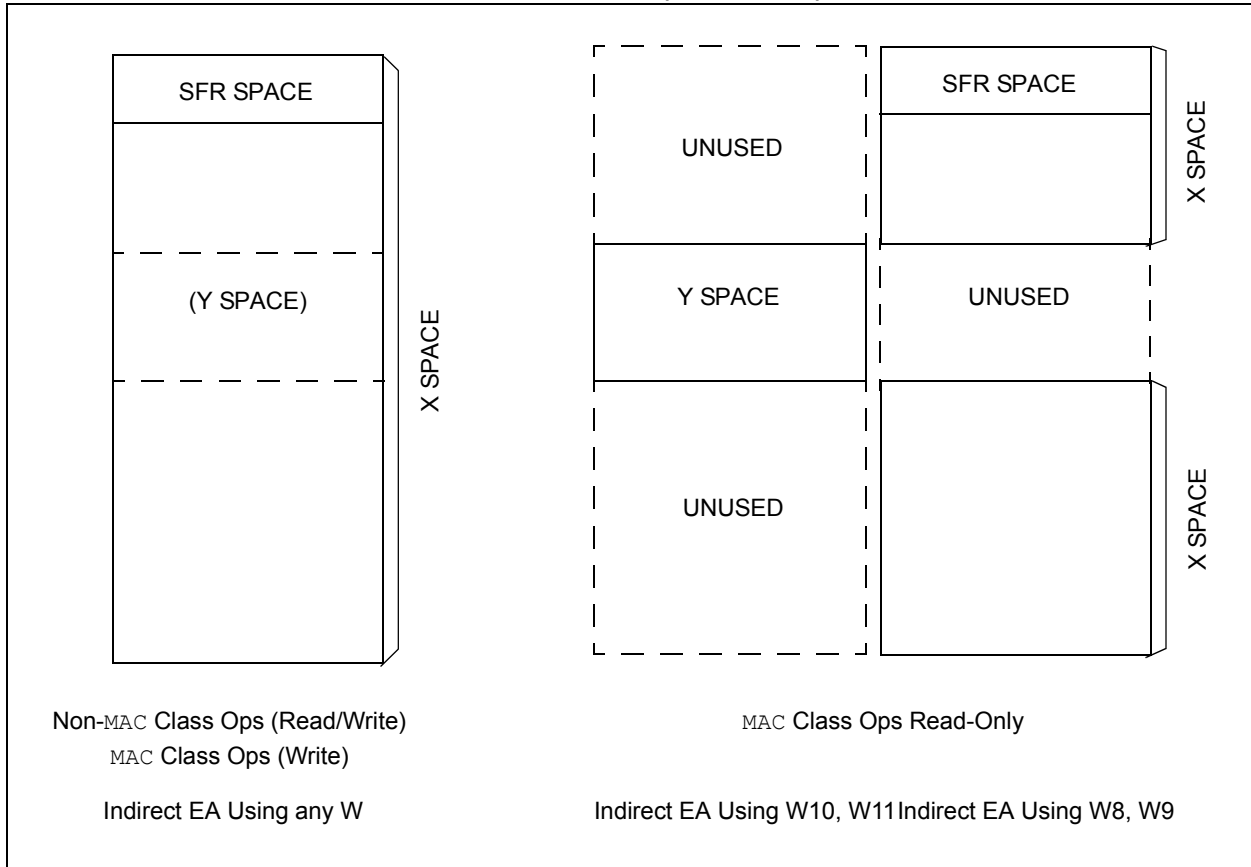 SFR SPACE
(Y SPACE)
X SPACE
Non-MAC Class Ops (Read/Write)
MAC Class Ops (Write)
Indirect EA Using any W
UNUSED
Y SPACE
UNUSED
SFR SPACE
X SPACE
UNUSED
X SPACE
MAC Class Ops Read-Only
Indirect EA Using W10, W11 Indirect EA Using W8, W9